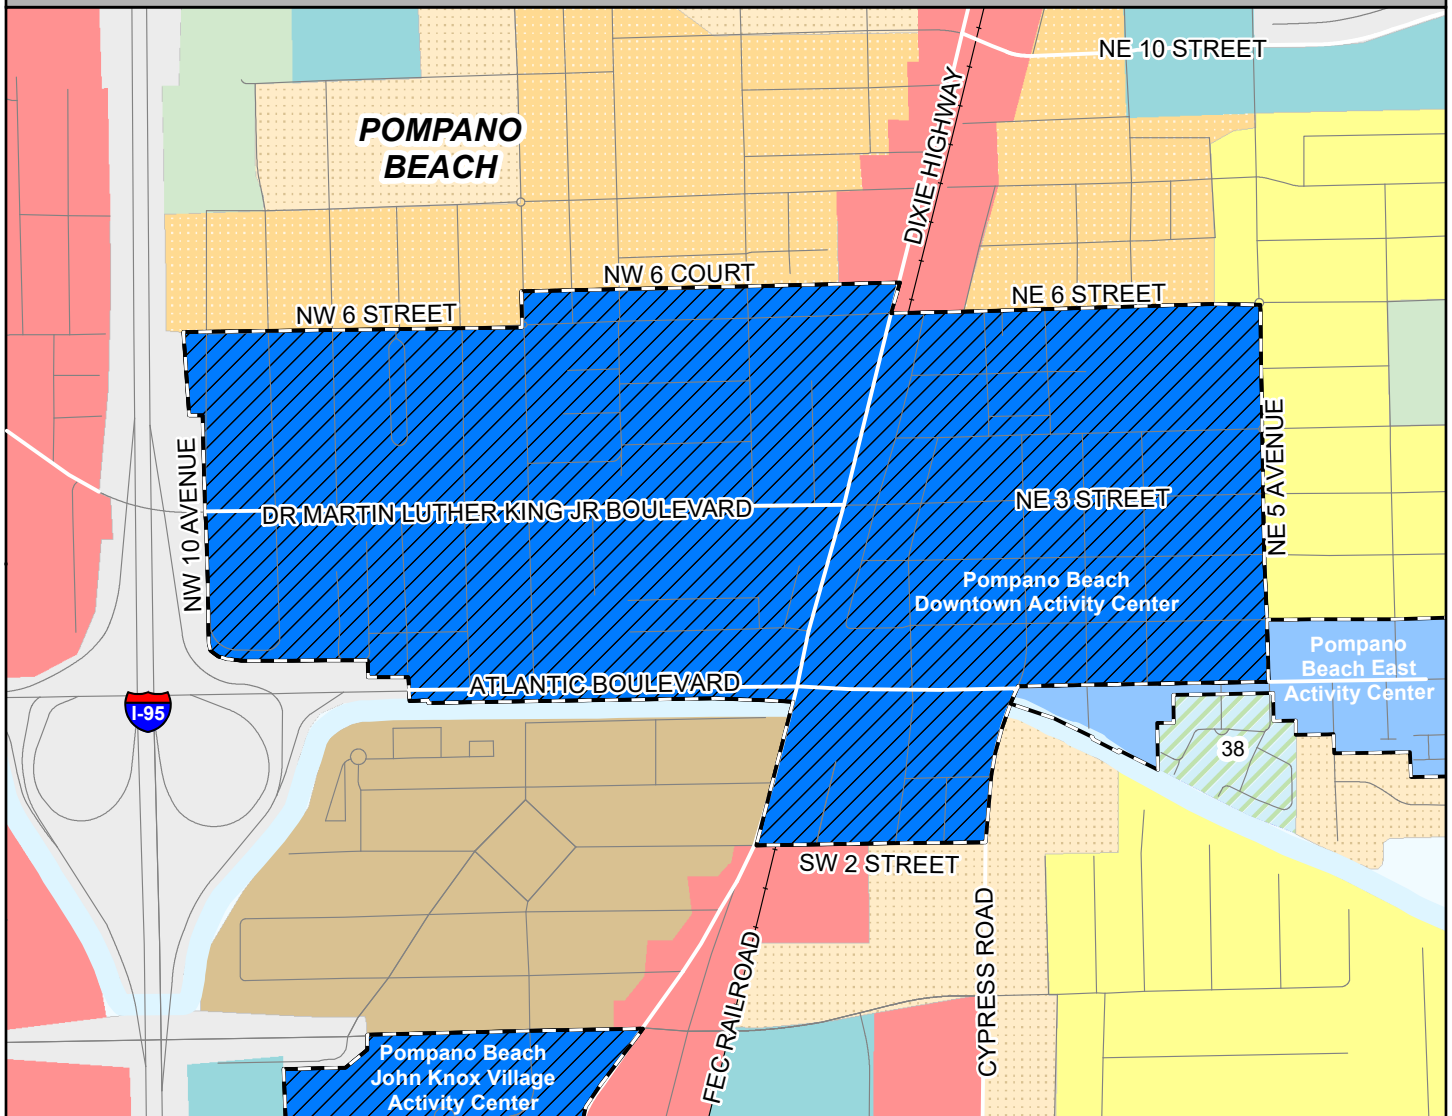 NE 10 STREET
DIXIE HIGHWAY
POMPANO
BEACH
NW 6 COURT
NW 6 STREET
NE 6 STREET
NW 10 AVENUE
NE 5 AVENUE
DR MARTIN LUTHER KING JR BOULEVARD
NE 3 STREET
Pompano Beach
Downtown Activity Center
Pompano
Beach East
Activity Center
ATLANTIC BOULEVARD
I-95
38
SW 2 STREET
CYPRESS ROAD
FEC RAILROAD
Pompano Beach
John Knox Village
Activity Center